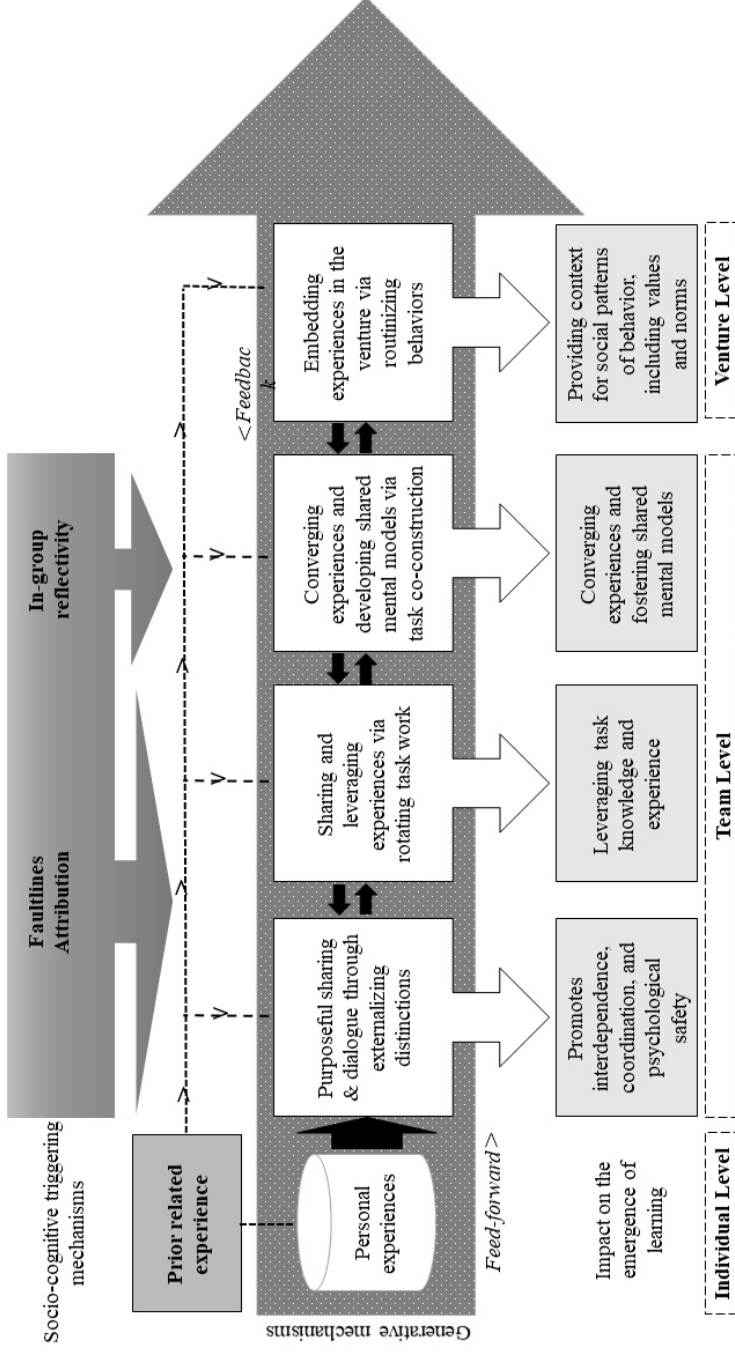 Socio-cognitive triggering
mechanisms
Faultlines
Attribution
In-group
reflectivity
Prior related
experience
<Feedbac
k
Generative mechanisms
Personal
experiences
Purposeful sharing
& dialogue through
externalizing
distinctions
Sharing and
leveraging
experiences via
rotating task work
Converging
experiences and
developing shared
mental models via
task co-construction
Embedding
experiences in the
venture via
routinizing
behaviors
Feed-forward>
Impact on the
emergence of
learning
Promotes
interdependence,
coordination, and
psychological
safety
Leveraging task
knowledge and
experience
Converging
experiences and
fostering shared
mental models
Providing context
for social patterns
of behavior,
including values
and norms
Individual Level
Team Level
Venture Level